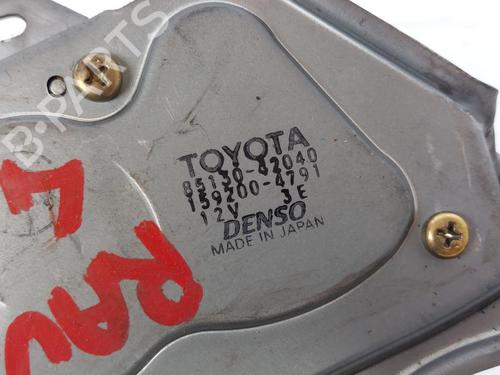 B-PARTS
TOYOTA
85130-42040
159200-4791
12V 3E
DENSO
MADE IN JAPAN
L
RAV